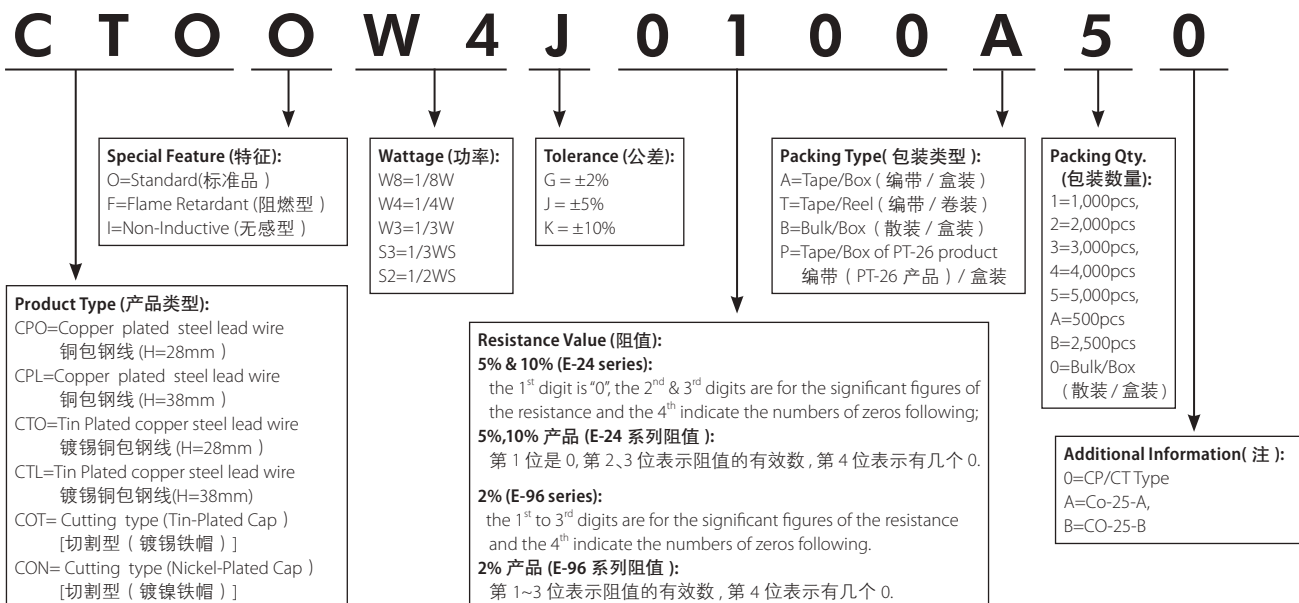 C T O O W 4 J 0 1 0 0 A 5 0
Special Feature (特征):
O=Standard(标准品 )
F=Flame Retardant (阻燃型 )
I=Non-Inductive (无感型 )
Wattage (功率):
W8=1/8W
W4=1/4W
W3=1/3W
S3=1/3WS
S2=1/2WS
Tolerance (公差):
G = ±2%
J = ±5%
K = ±10%
Packing Type( 包装类型 ):
A=Tape/Box ( 编带 / 盒装 )
T=Tape/Reel ( 编带 / 卷装 )
B=Bulk/Box ( 散装 / 盒装 )
P=Tape/Box of PT-26 product
编带 ( PT-26 产品 ) / 盒装
Packing Qty.
(包装数量):
1=1,000pcs,
2=2,000pcs
3=3,000pcs,
4=4,000pcs
5=5,000pcs,
A=500pcs
B=2,500pcs
0=Bulk/Box
( 散装 / 盒装 )
Product Type (产品类型):
CPO=Copper plated steel lead wire
铜包钢线 (H=28mm )
CPL=Copper plated steel lead wire
铜包钢线 (H=38mm )
CTO=Tin Plated copper steel lead wire
镀锡铜包钢线 (H=28mm )
CTL=Tin Plated copper steel lead wire
镀锡铜包钢线(H=38mm)
COT= Cutting type (Tin-Plated Cap )
[切割型 ( 镀锡铁帽 ) ]
CON= Cutting type (Nickel-Plated Cap )
[切割型 ( 镀镍铁帽 ) ]
Resistance Value (阻值):
5% & 10% (E-24 series):
the 1st digit is "0", the 2nd & 3rd digits are for the significant figures of
the resistance and the 4th indicate the numbers of zeros following;
5%,10% 产品 (E-24 系列阻值 ):
第 1 位是 0, 第 2、3 位表示阻值的有效数 , 第 4 位表示有几个 0.
2% (E-96 series):
the 1st to 3rd digits are for the significant figures of the resistance
and the 4th indicate the numbers of zeros following.
2% 产品 (E-96 系列阻值 ):
第 1~3 位表示阻值的有效数 , 第 4 位表示有几个 0.
Additional Information( 注 ):
0=CP/CT Type
A=Co-25-A,
B=CO-25-B